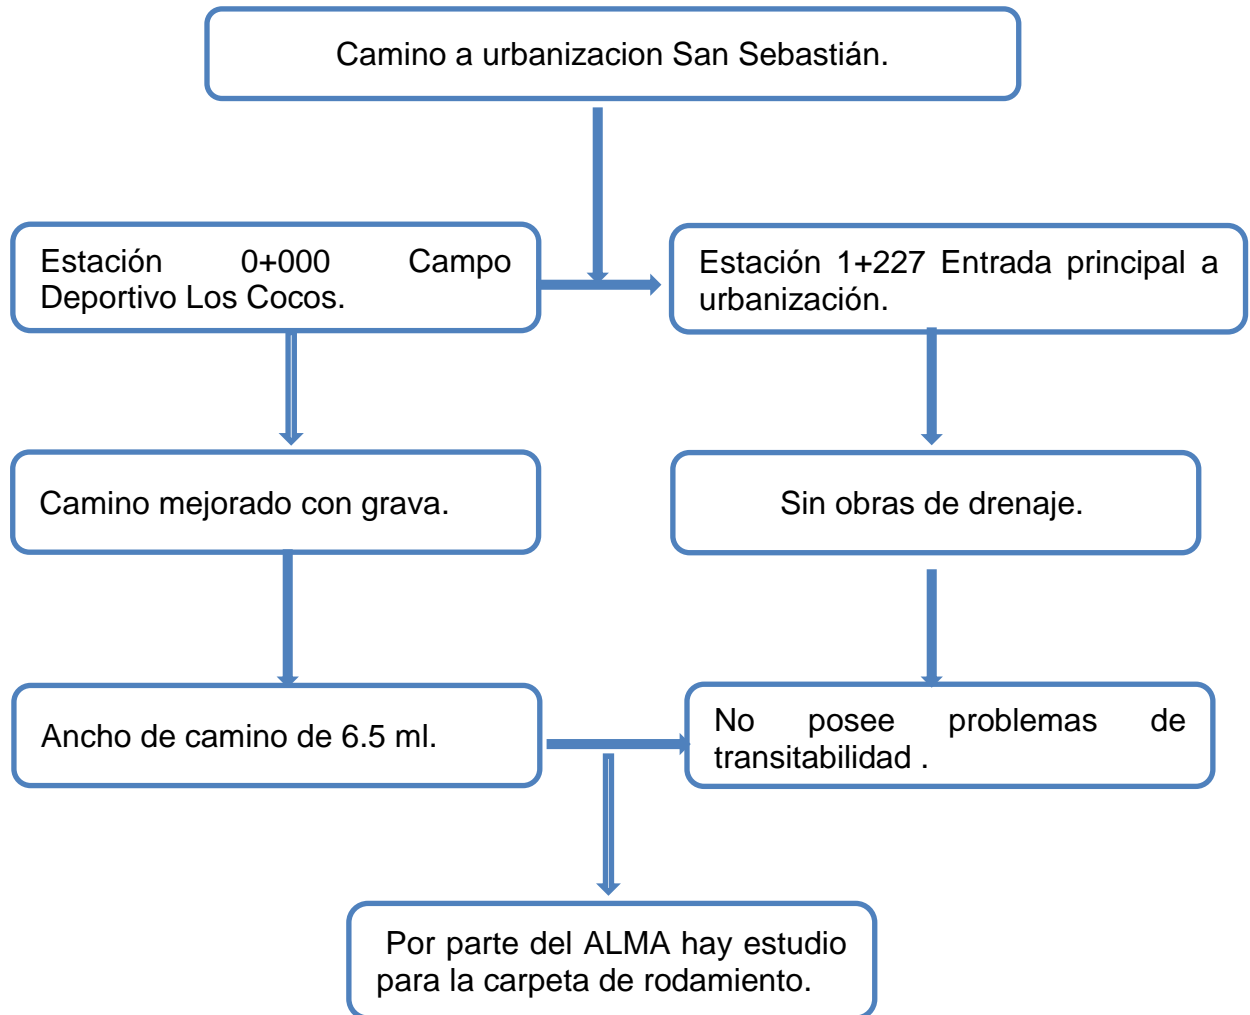 Camino a urbanizacion San Sebastián.
Estación 0+000 Campo
Deportivo Los Cocos.
Estación 1+227 Entrada principal a
urbanización.
Camino mejorado con grava.
Sin obras de drenaje.
Ancho de camino de 6.5 ml.
No posee problemas de
transitabilidad .
Por parte del ALMA hay estudio
para la carpeta de rodamiento.